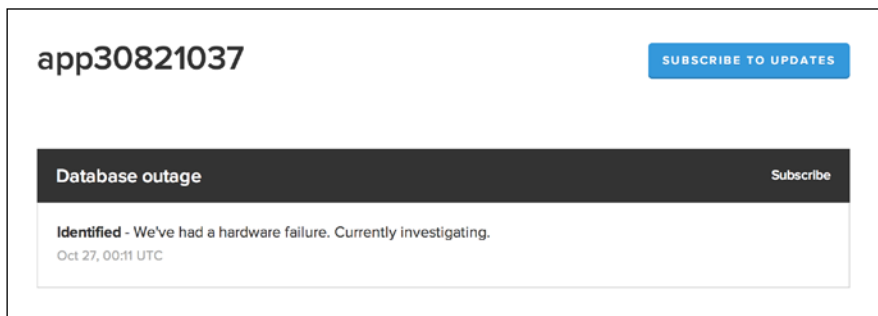 app30821037
SUBSCRIBE TO UPDATES
Database outage
Subscribe
Identified - We've had a hardware failure. Currently investigating.
Oct 27, 00:11 UTC